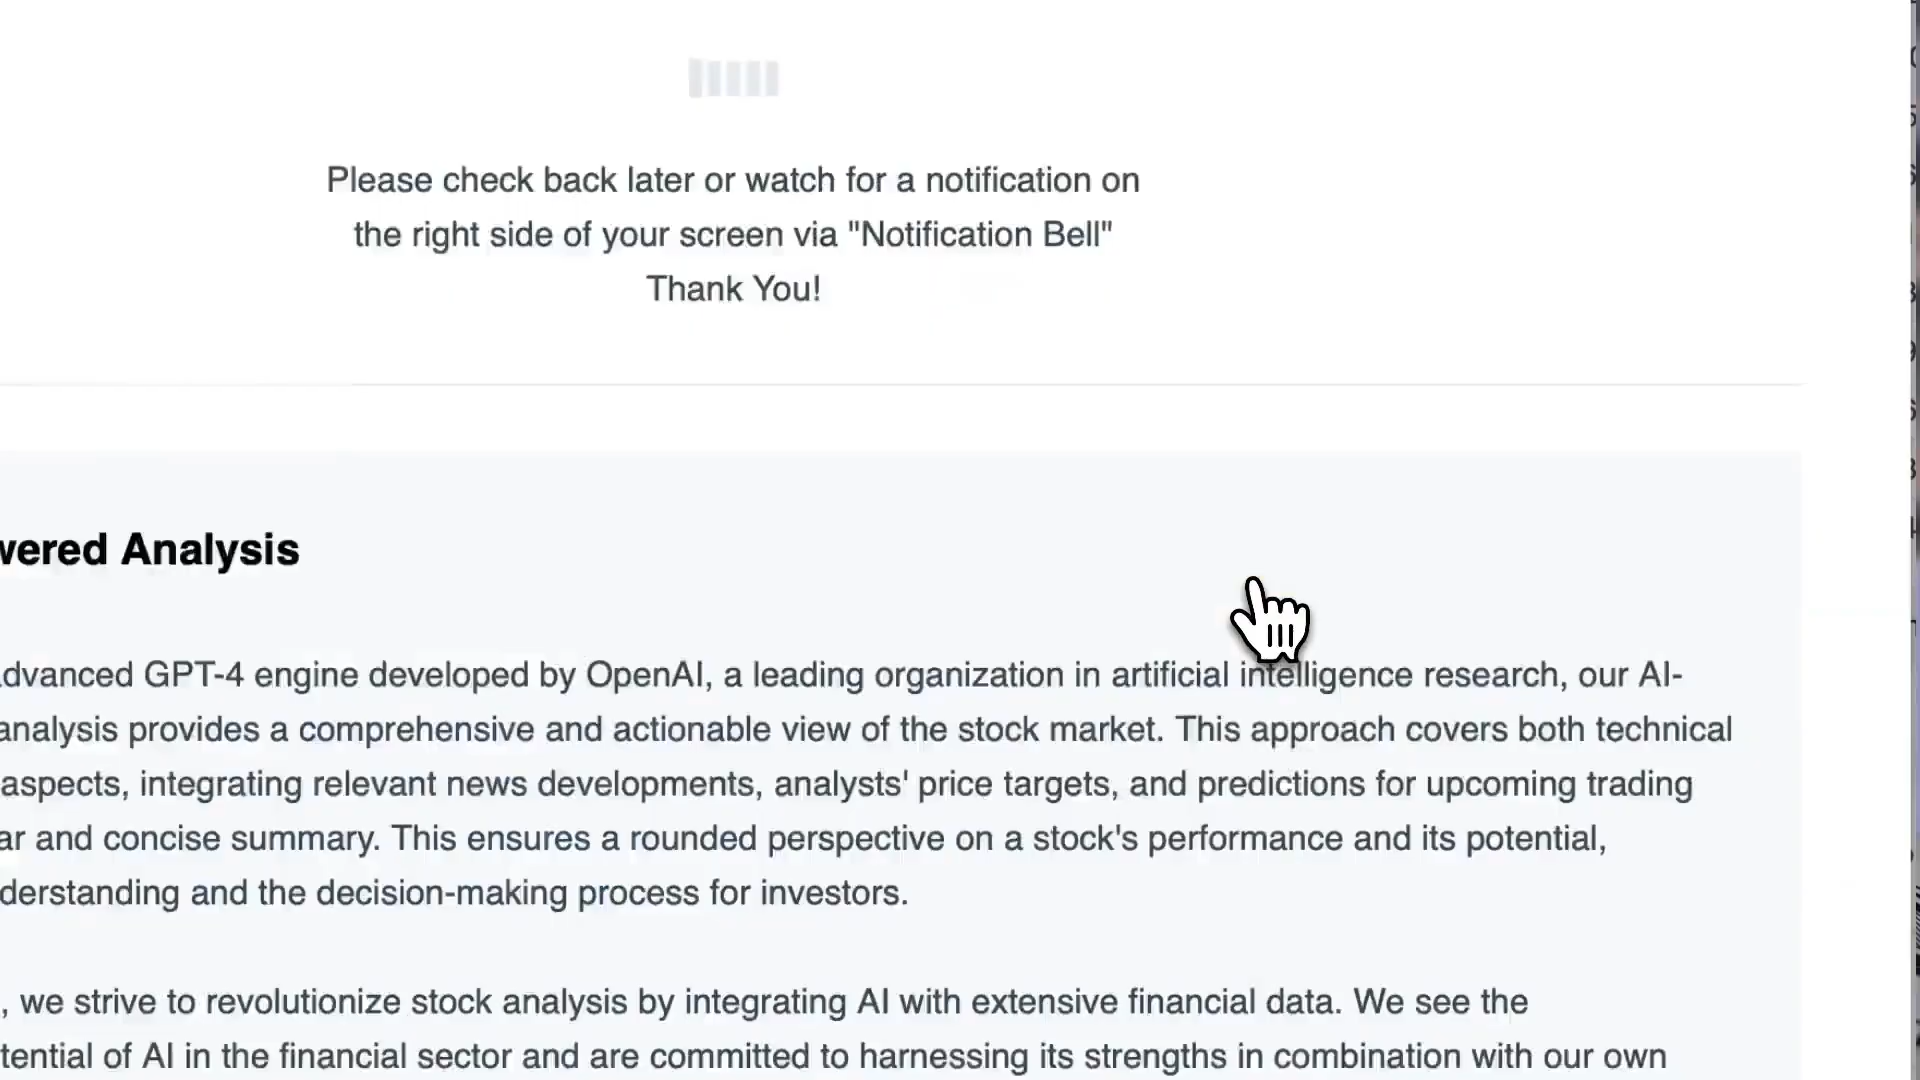 Please check back later or watch for a notification on
the right side of your screen via "Notification Bell"
Thank You!
Analysis
GPT-4 engine developed by OpenAI, a leading organization in artificial intelligence research, our AI-
analysis provides a comprehensive and actionable view of the stock market. This approach covers both technical
aspects, integrating relevant news developments, analysts' price targets, and predictions for upcoming trading
and concise summary. This ensures a rounded perspective on a stock's performance and its potential,
and the decision-making process for investors.
, we strive to revolutionize stock analysis by integrating AI with extensive financial data. We see the
of AI in the financial sector and are committed to harnessing its strengths in combination with our own